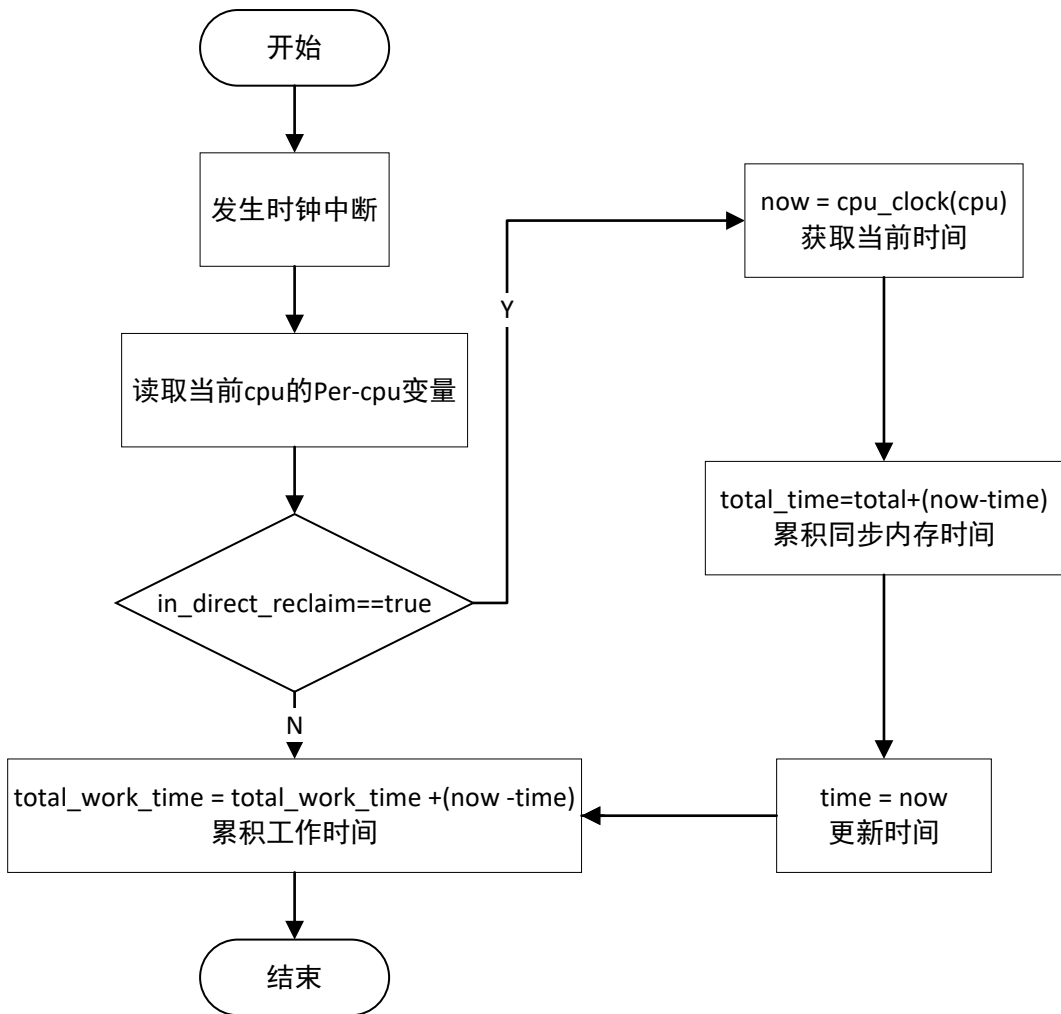 开始
发生时钟中断
读取当前cpu的Per-cpu变量
in_direct_reclaim==true
Y
now = cpu_clock(cpu)
获取当前时间
total_time=total+(now-time)
累积同步内存时间
time = now
更新时间
N
total_work_time = total_work_time +(now -time)
累积工作时间
结束